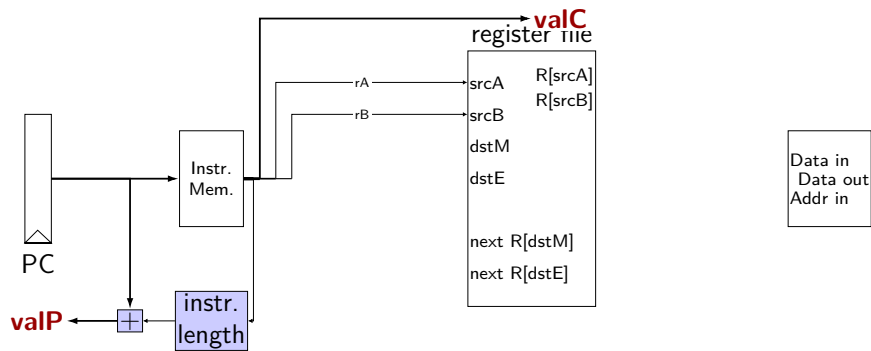 valC
register file
rA
srcA
R[srcA]
R[srcB]
rB
srcB
Instr.
Mem.
dstM
dstE
Data in
Data out
Addr in
next R[dstM]
next R[dstE]
PC
instr.
length
+
valP